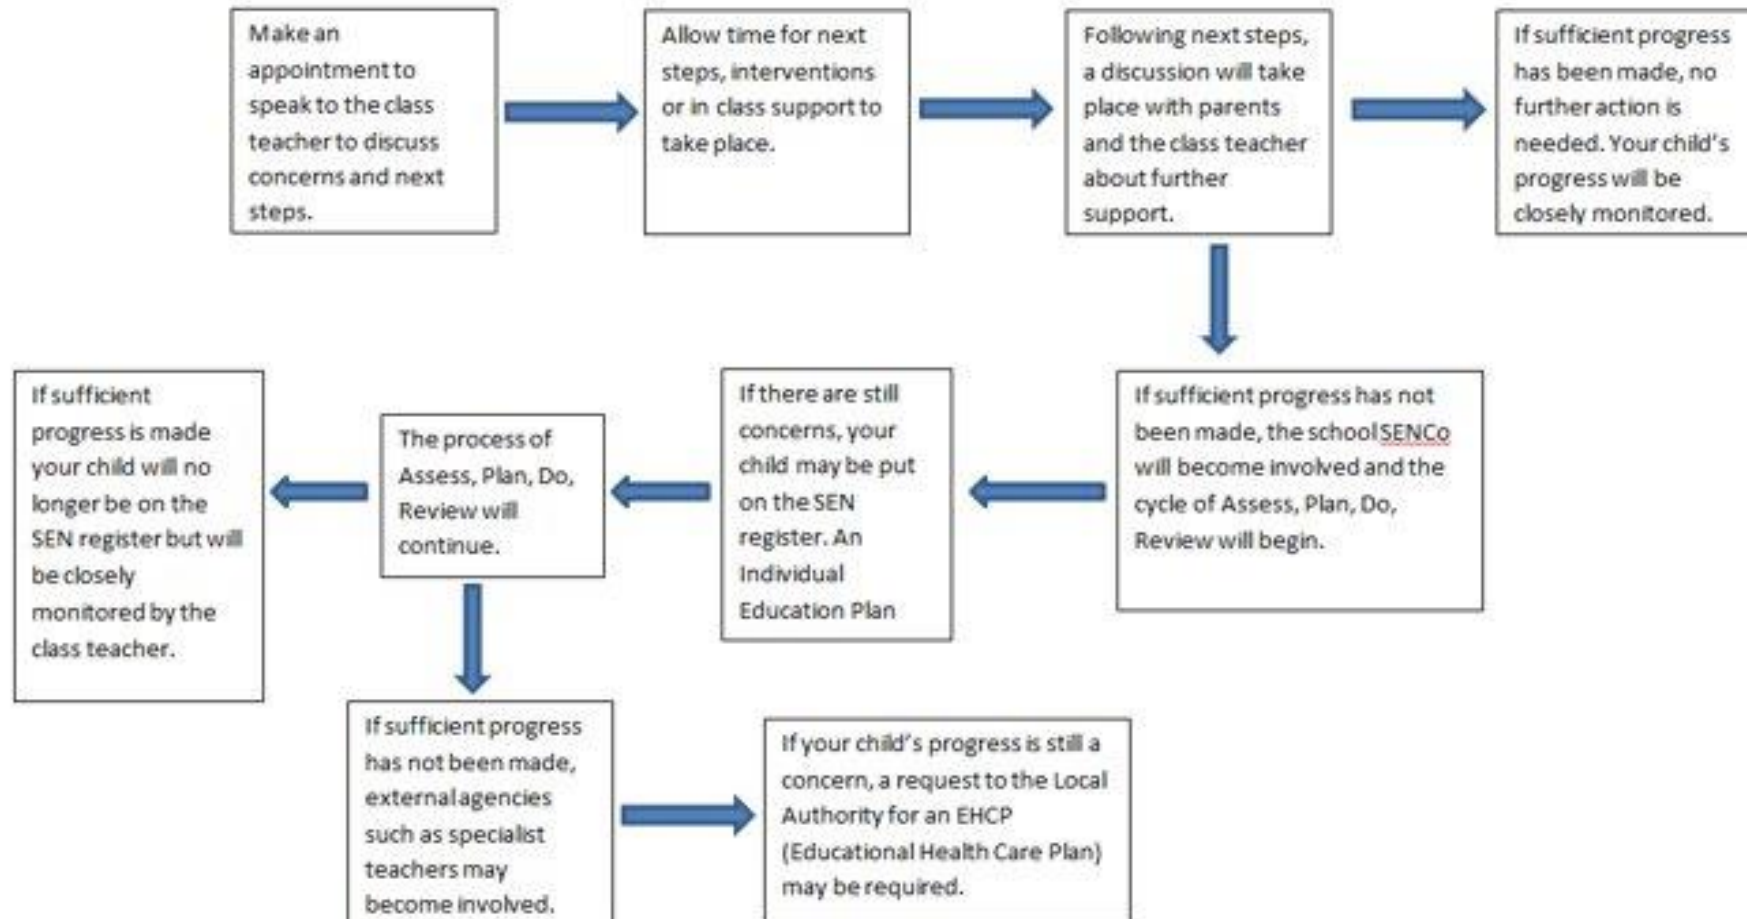 Make an
appointment to
speak to the class
teacher to discuss
concerns and next
steps.
Allow time for next
steps, interventions
or in class support to
take place.
Following next steps,
a discussion will take
place with parents
and the class teacher
about further
support.
If sufficient progress
has been made, no
further action is
needed. Your child's
progress will be
closely monitored.
If sufficient progress has not
been made, the school SENCo
will become involved and the
cycle of Assess, Plan, Do,
Review will begin.
If there are still
concerns, your
child may be put
on the SEN
register. An
Individual
Education Plan
The process of
Assess, Plan, Do,
Review will
continue.
If sufficient
progress is made
your child will no
longer be on the
SEN register but will
be closely
monitored by the
class teacher.
If sufficient progress
has not been made,
external agencies
such as specialist
teachers may
become involved.
If your child's progress is still a
concern, a request to the Local
Authority for an EHCP
(Educational Health Care Plan)
may be required.